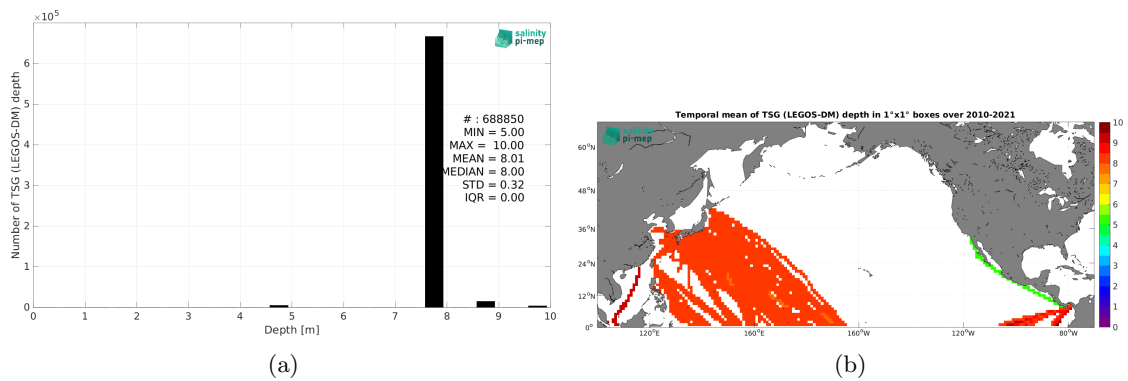 ×10⁵
salinity
pi-mep
Number of TSG (LEGOS-DM) depth
6
5
4
3
2
1
0
# : 688850
MIN = 5.00
MAX = 10.00
MEAN = 8.01
MEDIAN = 8.00
STD = 0.32
IQR = 0.00
0 1 2 3 4 5 6 7 8 9 10
Depth [m]
(a)
Temporal mean of TSG (LEGOS-DM) depth in 1°x1° boxes over 2010-2021
salinity
pi-mep
60°N
48°N
36°N
24°N
12°N
0°
120°E 160°E 160°W 120°W 80°W
10
9
8
7
6
5
4
3
2
1
0
(b)